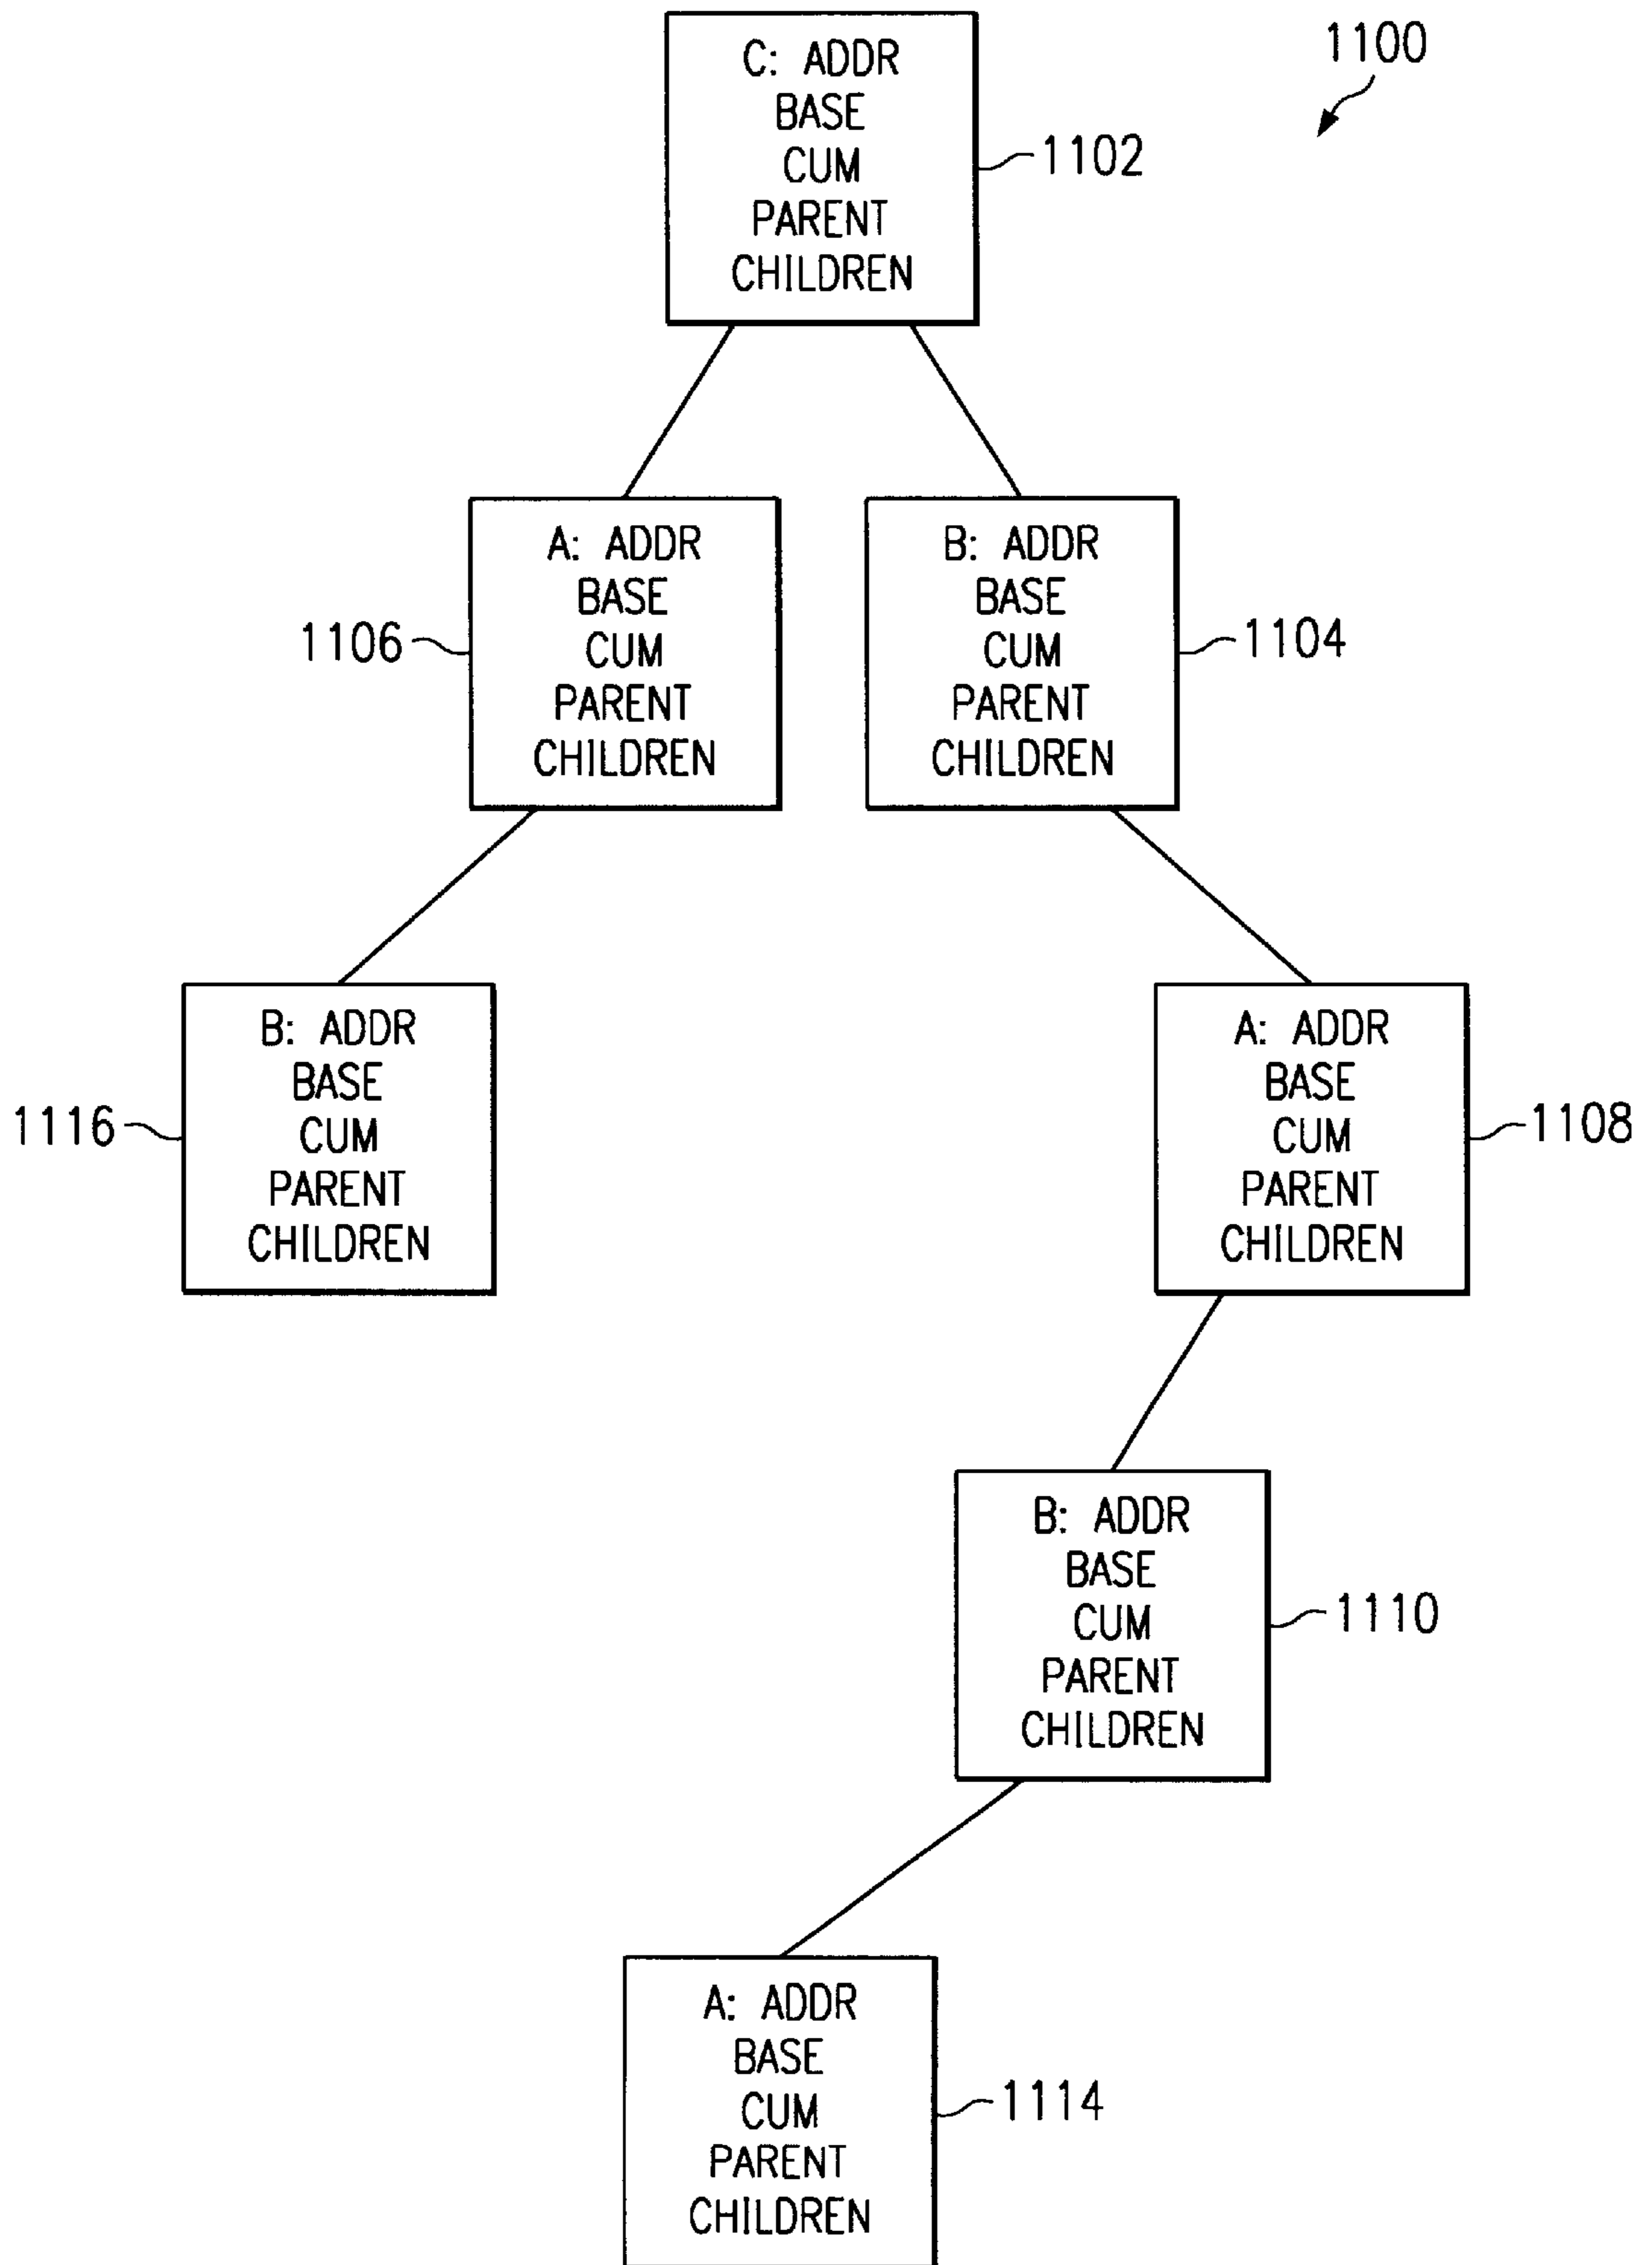 1100
C: ADDR
BASE
CUM
PARENT
CHILDREN
1102
A: ADDR
BASE
CUM
PARENT
CHILDREN
1106
B: ADDR
BASE
CUM
PARENT
CHILDREN
1104
B: ADDR
BASE
CUM
PARENT
CHILDREN
1116
A: ADDR
BASE
CUM
PARENT
CHILDREN
1108
B: ADDR
BASE
CUM
PARENT
CHILDREN
1110
A: ADDR
BASE
CUM
PARENT
CHILDREN
1114